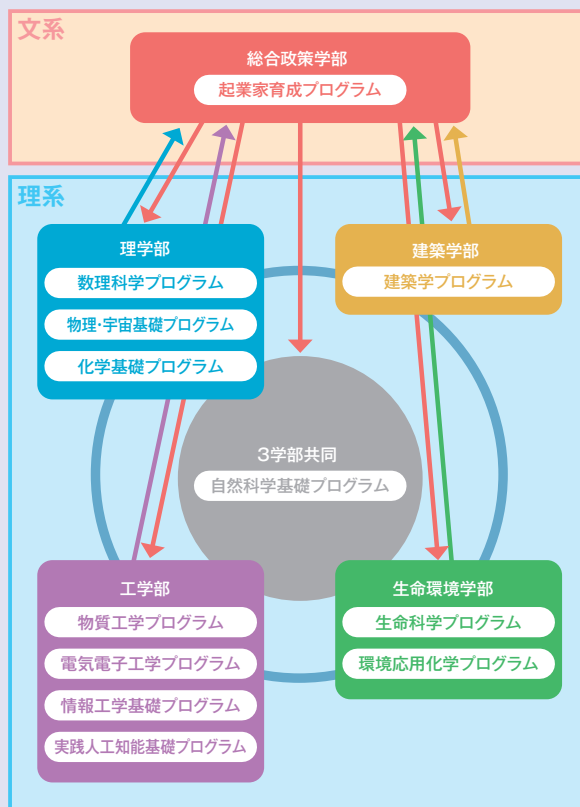 文系
総合政策学部
起業家育成プログラム
理系
理学部
数理科学プログラム
物理・宇宙基礎プログラム
化学基礎プログラム
建築学部
建築学プログラム
3学部共同
自然科学基礎プログラム
工学部
物質工学プログラム
電気電子工学プログラム
情報工学基礎プログラム
実践人工知能基礎プログラム
生命環境学部
生命科学プログラム
環境応用化学プログラム